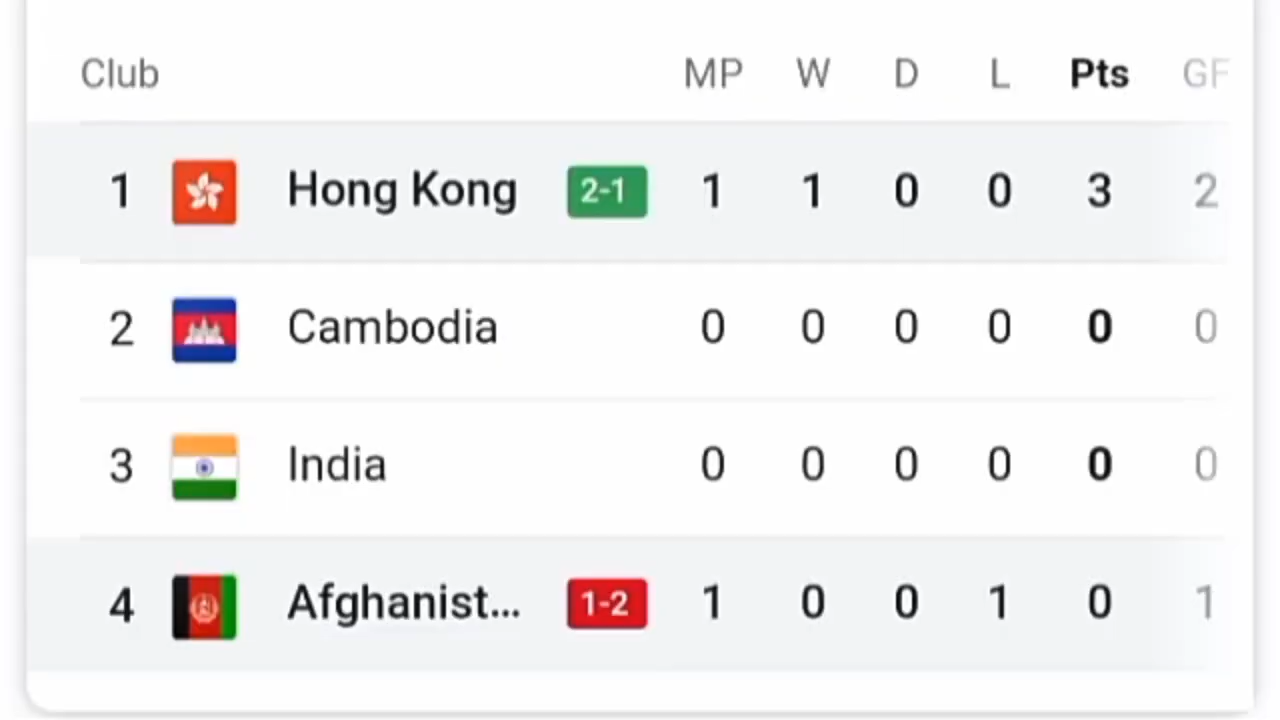 Club MP W D L Pts GF
1 Hong Kong 2-1 1 1 0 0 3 2
2 Cambodia 0 0 0 0 0 0
3 India 0 0 0 0 0 0
4 Afghanist... 1-2 1 0 0 1 0 1